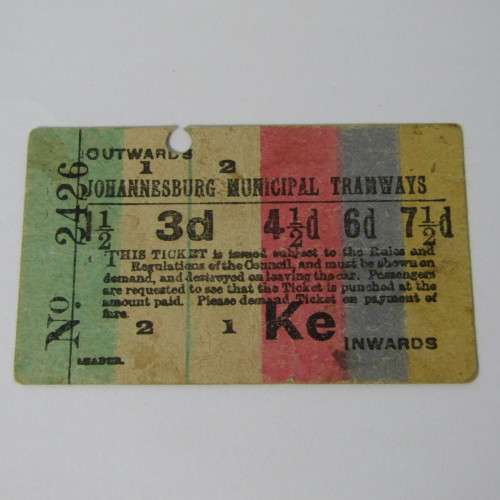 No. 2426
OUTWARDS
1 2
JOHANNESBURG MUNICIPAL TRAMWAYS
1½ 3d 4½d 6d 7½d
THIS TICKET is issued subject to the Rules and
Regulations of the Council, and must be shown on
demand, and destroyed on leaving the car. Passengers
are requested to see that the Ticket is punched at the
amount paid. Please demand Ticket on payment of
fare.
2 1 Ke INWARDS